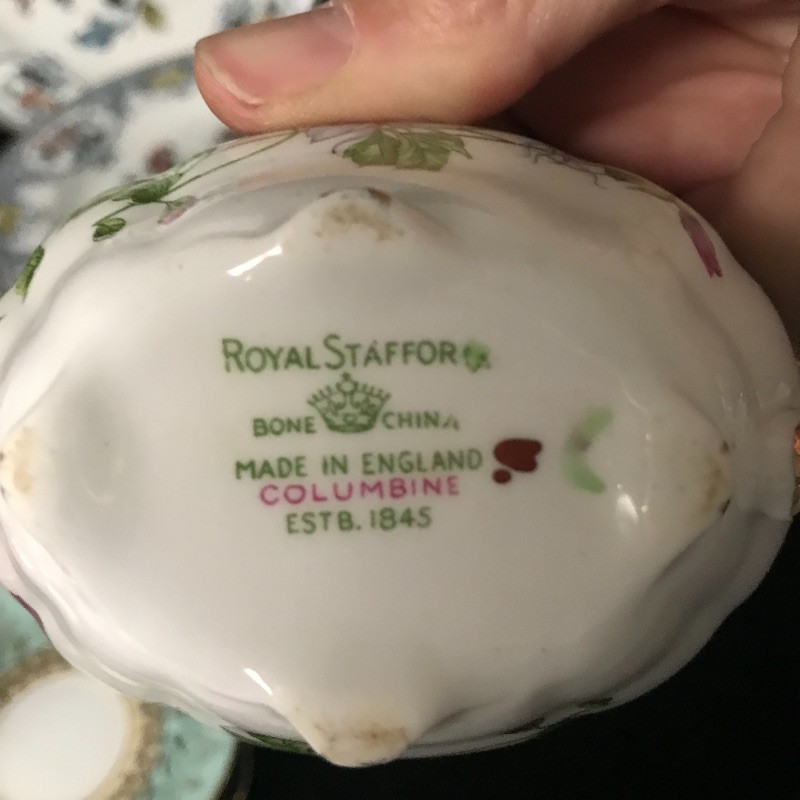 ROYAL STAFFORD
BONE CHINA
MADE IN ENGLAND
COLUMBINE
ESTB. 1845